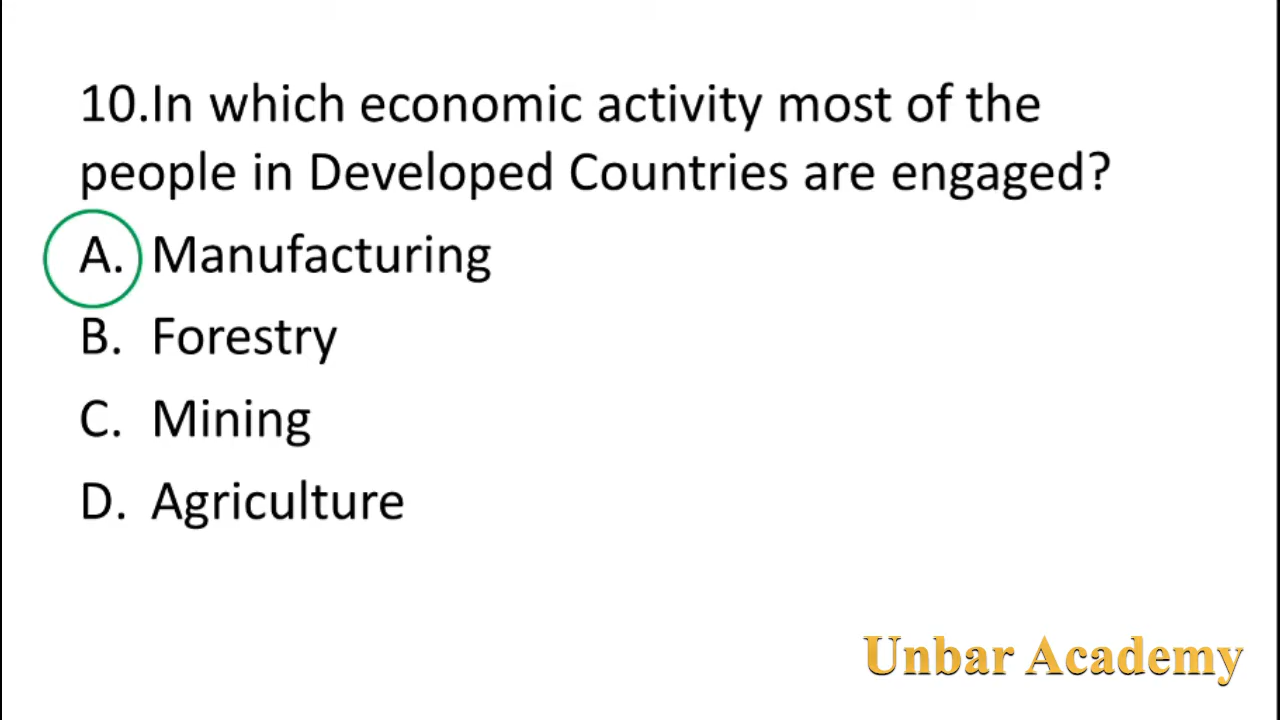 10.In which economic activity most of the
people in Developed Countries are engaged?
A. Manufacturing
B. Forestry
C. Mining
D. Agriculture
Unbar Academy